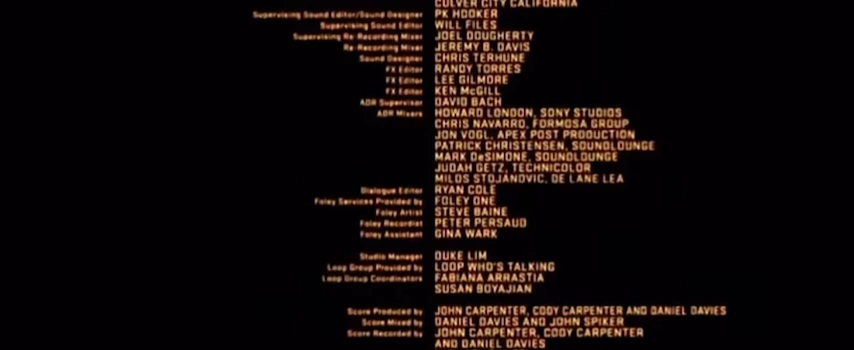 CULVER CITY CALIFORNIA
Supervising Sound Editor/Sound Designer PK HOOKER
Supervising Sound Editor WILL FILES
Supervising Re-Recording Mixer JOEL DOUGHERTY
Re-Recording Mixer JEREMY B. DAVIS
Sound Designer CHRIS TERHUNE
FX Editor RANDY TORRES
FX Editor LEE GILMORE
FX Editor KEN McGILL
ADR Supervisor DAVID BACH
ADR Mixers HOWARD LONDON, SONY STUDIOS
CHRIS NAVARRO, FORMOSA GROUP
JON VOGL, APEX POST PRODUCTION
PATRICK CHRISTENSEN, SOUNDLOUNGE
MARK DeSIMONE, SOUNDLOUNGE
JUDAH GETZ, TECHNICOLOR
MILOS STOJANOVIC, DE LANE LEA
Dialogue Editor RYAN COLE
Foley Services Provided by FOLEY ONE
Foley Artist STEVE BAINE
Foley Recordist PETER PERSAUD
Foley Assistant GINA WARK
Studio Manager DUKE LIM
Loop Group Provided by LOOP WHO'S TALKING
Loop Group Coordinators FABIANA ARRASTIA
SUSAN BOYAJIAN
Score Produced by JOHN CARPENTER, CODY CARPENTER AND DANIEL DAVIES
Score Mixed by DANIEL DAVIES AND JOHN SPIKER
Score Recorded by JOHN CARPENTER, CODY CARPENTER
AND DANIEL DAVIES